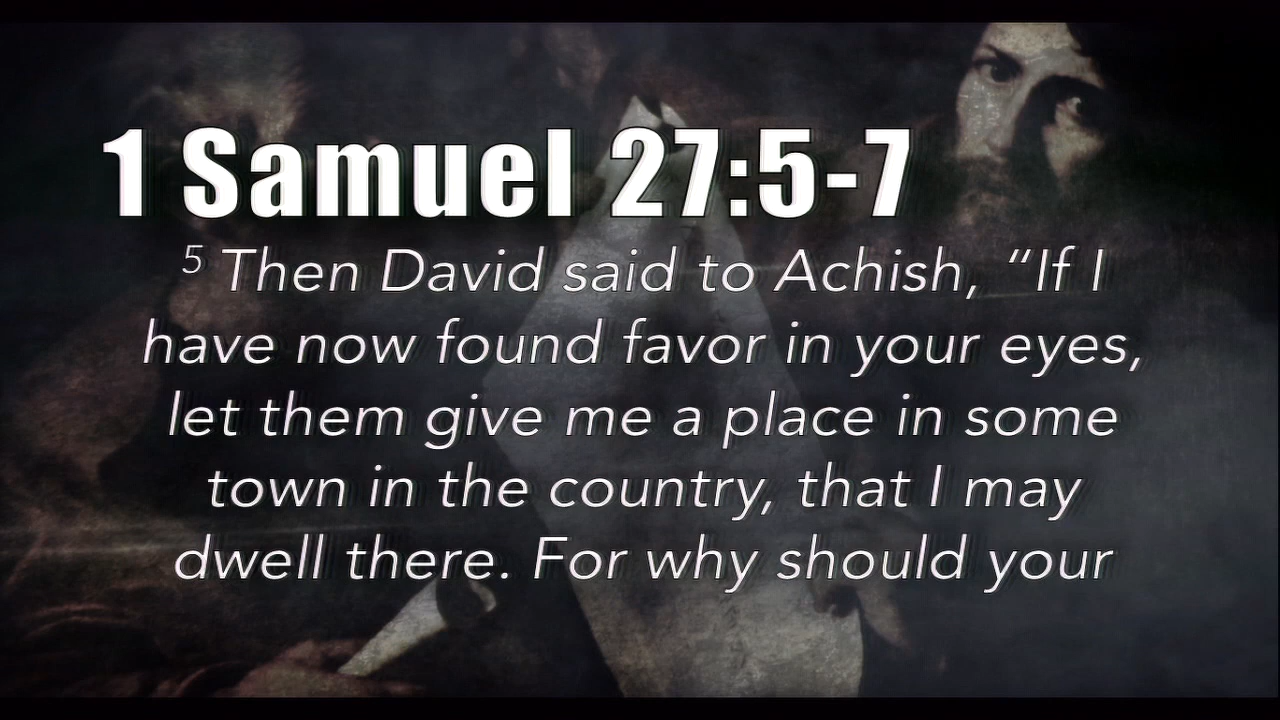 1 Samuel 27:5-7
5 Then David said to Achish, “If I
have now found favor in your eyes,
let them give me a place in some
town in the country, that I may
dwell there. For why should your